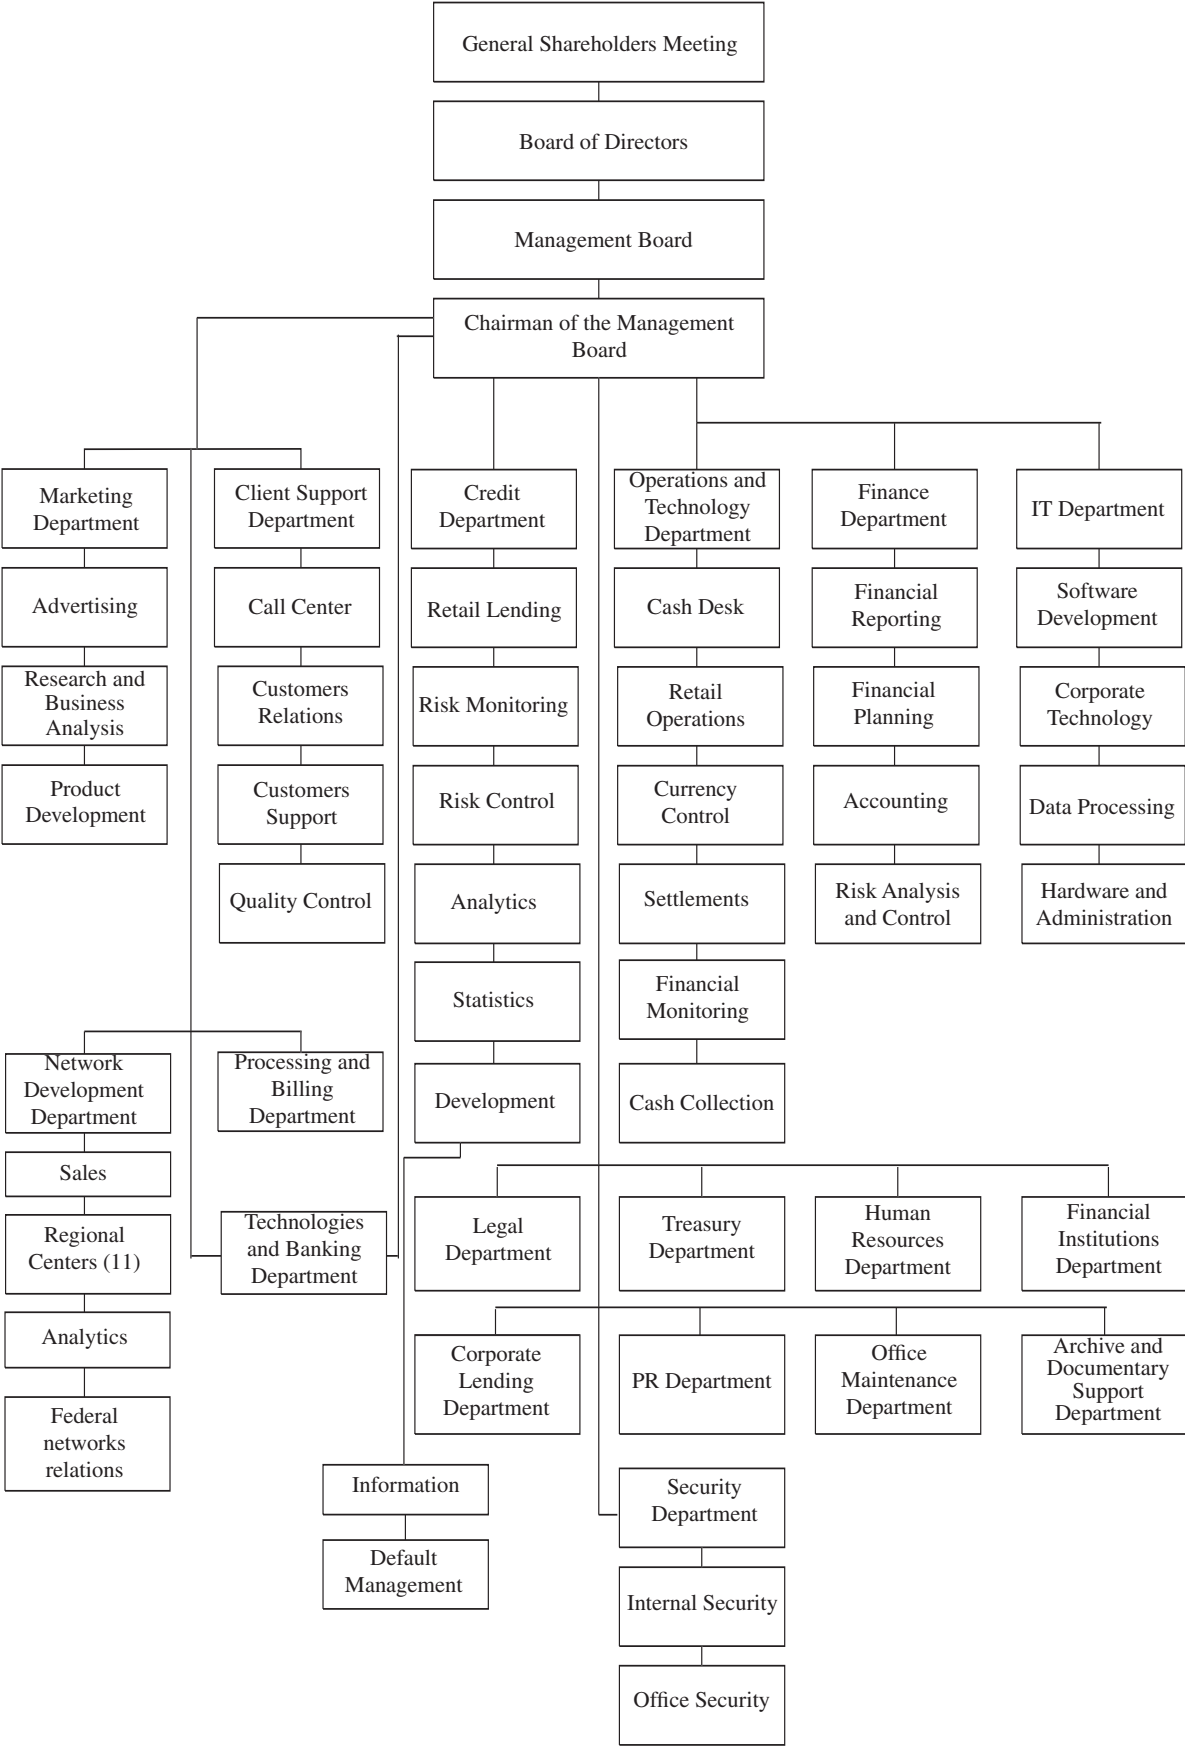 General Shareholders Meeting
Board of Directors
Management Board
Chairman of the Management
Board
Marketing
Department
Advertising
Research and
Business
Analysis
Product
Development
Client Support
Department
Call Center
Customers
Relations
Customers
Support
Quality Control
Credit
Department
Retail Lending
Risk Monitoring
Risk Control
Analytics
Statistics
Development
Operations and
Technology
Department
Cash Desk
Retail
Operations
Currency
Control
Settlements
Financial
Monitoring
Cash Collection
Finance
Department
Financial
Reporting
Financial
Planning
Accounting
Risk Analysis
and Control
IT Department
Software
Development
Corporate
Technology
Data Processing
Hardware and
Administration
Network
Development
Department
Sales
Regional
Centers (11)
Analytics
Federal
networks
relations
Processing and
Billing
Department
Technologies
and Banking
Department
Legal
Department
Treasury
Department
Human
Resources
Department
Financial
Institutions
Department
Corporate
Lending
Department
PR Department
Office
Maintenance
Department
Archive and
Documentary
Support
Department
Information
Default
Management
Security
Department
Internal Security
Office Security